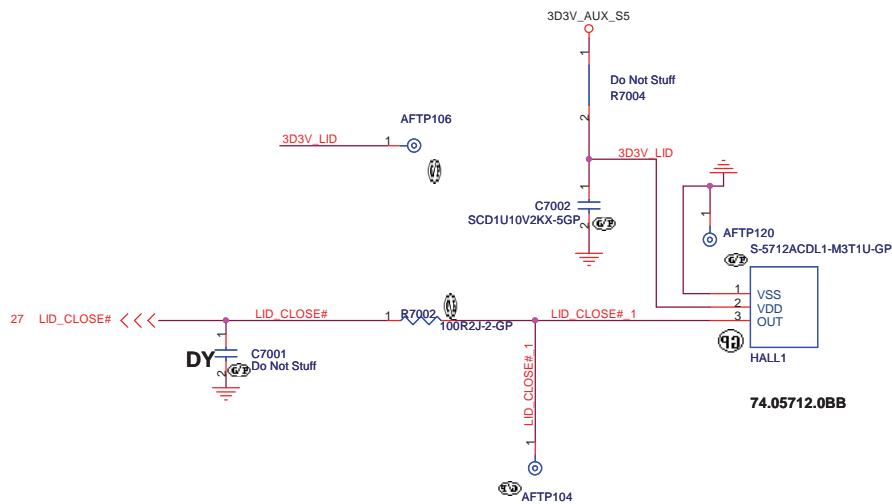 3D3V_AUX_S5
1
Do Not Stuff
R7004
2
AFTP106
3D3V_LID
1
3D3V_LID
G/P
1
C7002
SCD1U10V2KX-5GP
2
G/P
1
AFTP120
S-5712ACDL1-M3T1U-GP
G/P
1
VSS
2
VDD
3
OUT
GP
HALL1
74.05712.0BB
27 LID_CLOSE#
LID_CLOSE#
1
R7002
100R2J-2-GP
LID_CLOSE#_1
1
DY
C7001
Do Not Stuff
2
G/P
LID_CLOSE#_1
1
G/P
AFTP104